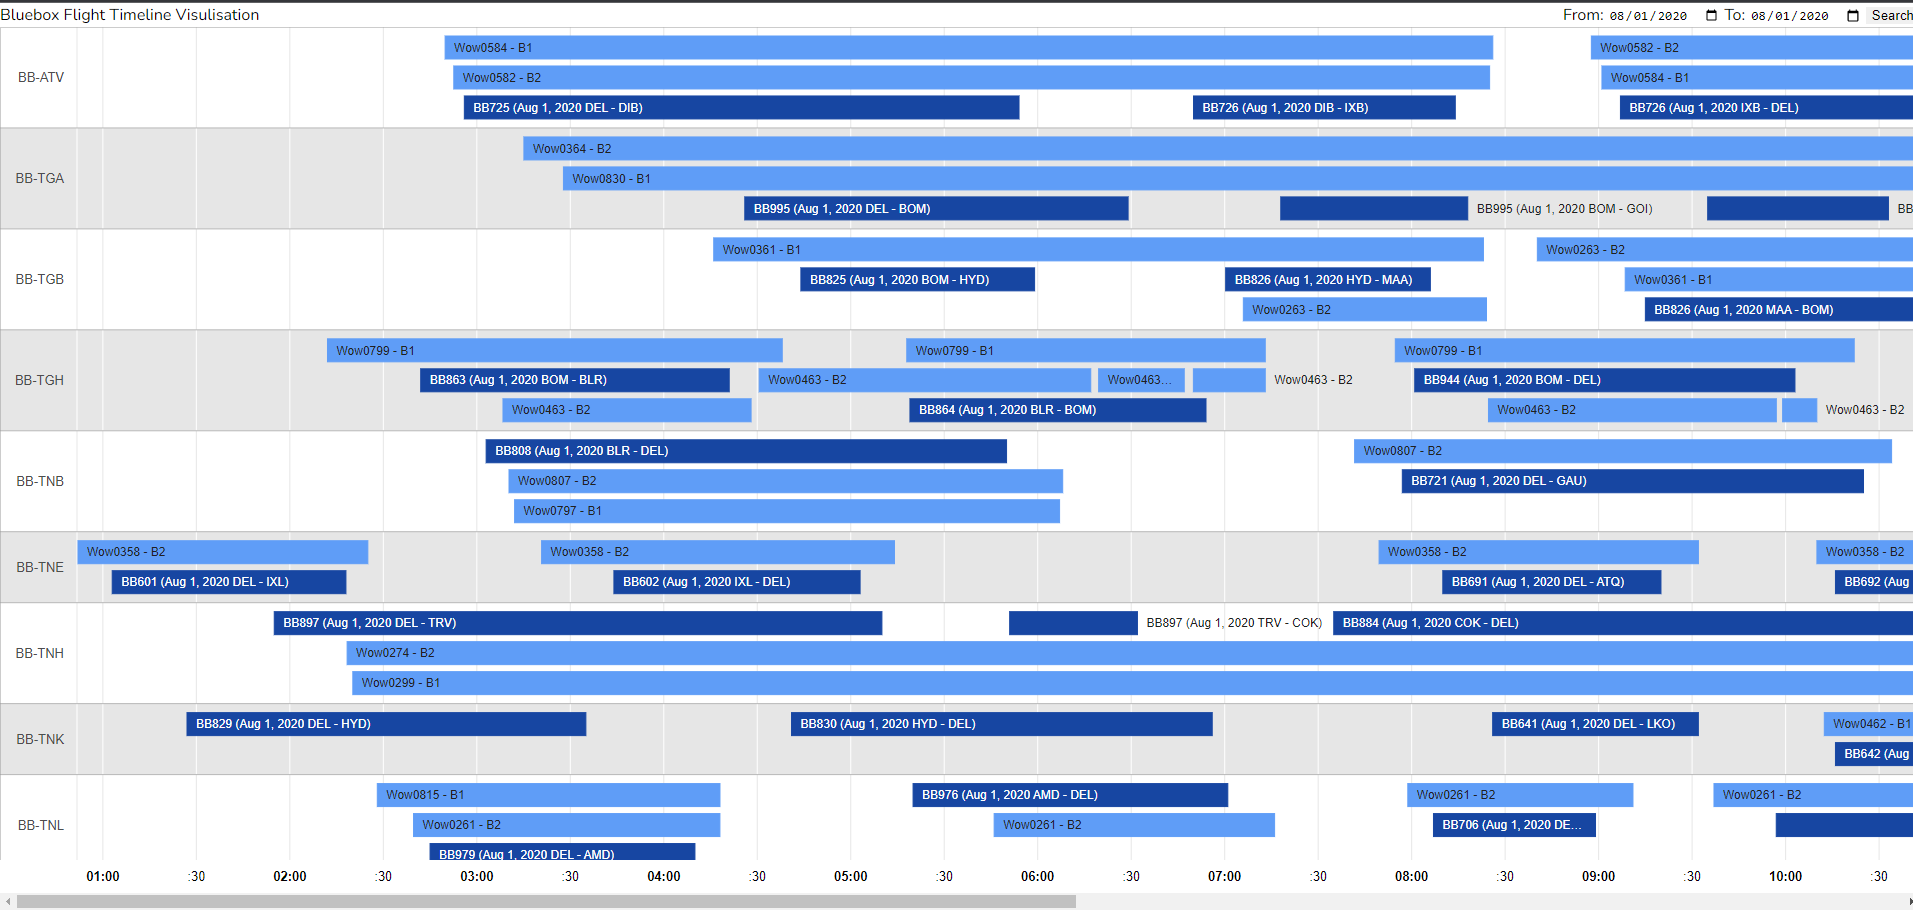 Bluebox Flight Timeline Visulisation
From: 08/01/2020 To: 08/01/2020 Search
BB-ATV
Wow0584 - B1
Wow0582 - B2
Wow0582 - B2
Wow0584 - B1
BB725 (Aug 1, 2020 DEL - DIB)
BB726 (Aug 1, 2020 DIB - IXB)
BB726 (Aug 1, 2020 IXB - DEL)
BB-TGA
Wow0364 - B2
Wow0830 - B1
BB995 (Aug 1, 2020 DEL - BOM)
BB995 (Aug 1, 2020 BOM - GOI)
BB
BB-TGB
Wow0361 - B1
Wow0263 - B2
BB825 (Aug 1, 2020 BOM - HYD)
BB826 (Aug 1, 2020 HYD - MAA)
Wow0361 - B1
Wow0263 - B2
BB826 (Aug 1, 2020 MAA - BOM)
BB-TGH
Wow0799 - B1
Wow0799 - B1
Wow0799 - B1
BB863 (Aug 1, 2020 BOM - BLR)
Wow0463 - B2
Wow0463...
Wow0463 - B2
BB944 (Aug 1, 2020 BOM - DEL)
Wow0463 - B2
BB864 (Aug 1, 2020 BLR - BOM)
Wow0463 - B2
Wow0463 - B2
BB-TNB
BB808 (Aug 1, 2020 BLR - DEL)
Wow0807 - B2
Wow0807 - B2
BB721 (Aug 1, 2020 DEL - GAU)
Wow0797 - B1
BB-TNE
Wow0358 - B2
Wow0358 - B2
Wow0358 - B2
Wow0358 - B2
BB601 (Aug 1, 2020 DEL - IXL)
BB602 (Aug 1, 2020 IXL - DEL)
BB691 (Aug 1, 2020 DEL - ATQ)
BB692 (Aug
BB-TNH
BB897 (Aug 1, 2020 DEL - TRV)
BB897 (Aug 1, 2020 TRV - COK)
BB884 (Aug 1, 2020 COK - DEL)
Wow0274 - B2
Wow0299 - B1
BB-TNK
BB829 (Aug 1, 2020 DEL - HYD)
BB830 (Aug 1, 2020 HYD - DEL)
BB641 (Aug 1, 2020 DEL - LKO)
Wow0462 - B1
BB642 (Aug
BB-TNL
Wow0815 - B1
BB976 (Aug 1, 2020 AMD - DEL)
Wow0261 - B2
Wow0261 - B2
Wow0261 - B2
Wow0261 - B2
BB706 (Aug 1, 2020 DE...
BB979 (Aug 1, 2020 DEL - AMD)
01:00 :30 02:00 :30 03:00 :30 04:00 :30 05:00 :30 06:00 :30 07:00 :30 08:00 :30 09:00 :30 10:00 :30